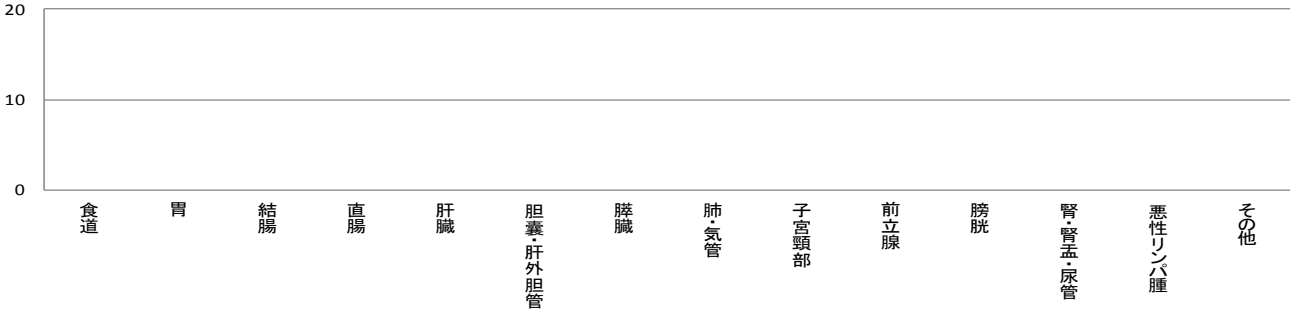 20
10
0
食道
胃
結腸
直腸
肝臓
胆嚢・肝外胆管
膵臓
肺・気管
子宮頸部
前立腺
膀胱
腎・腎盂・尿管
悪性リンパ腫
その他